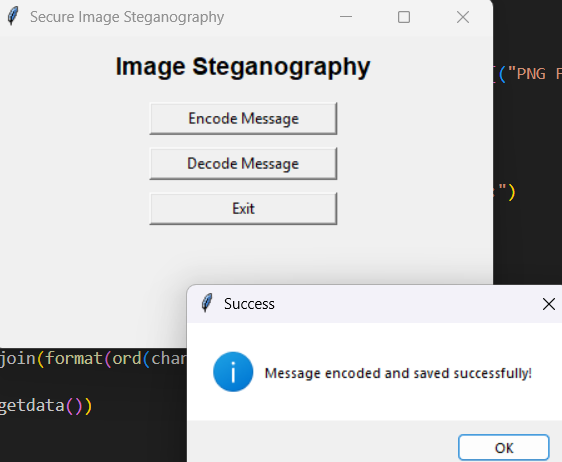 Secure Image Steganography
Image Steganography
[("PNG F
Encode Message
Decode Message
:")
Exit
Success
join(format(ord(char
Message encoded and saved successfully!
getdata())
OK